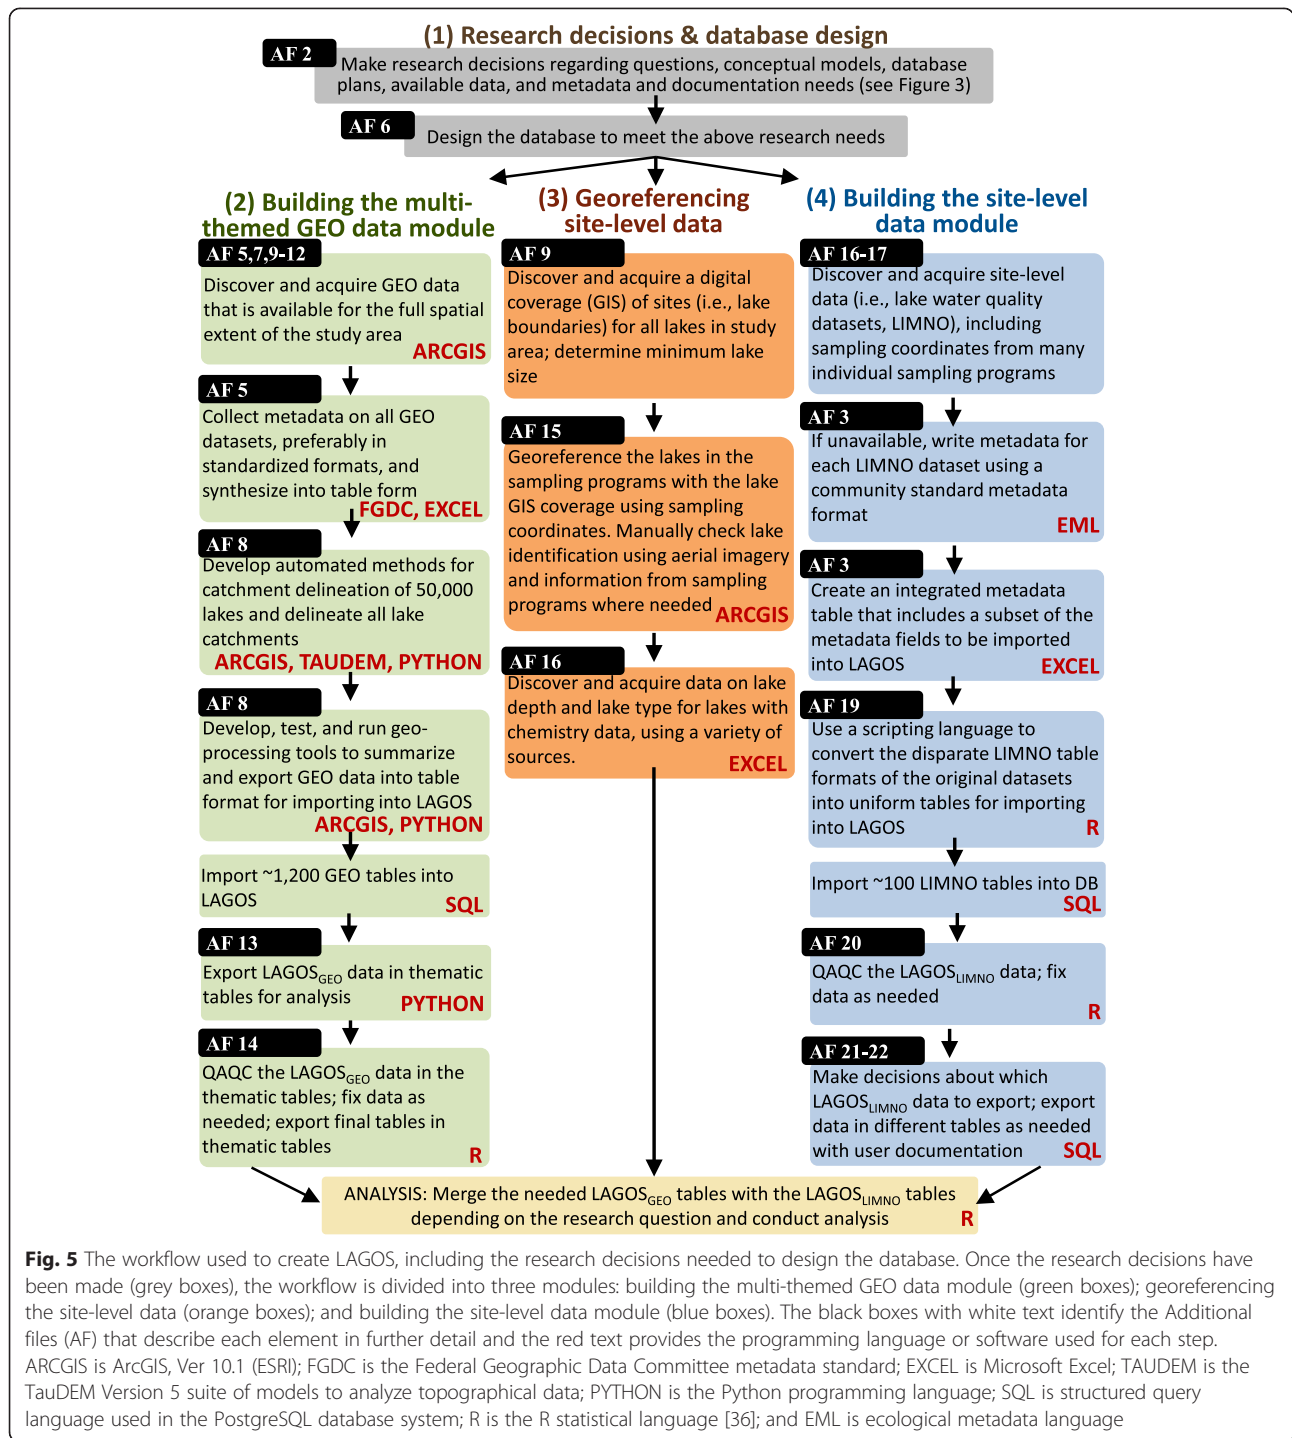 (1) Research decisions & database design
AF 2
Make research decisions regarding questions, conceptual models, database
plans, available data, and metadata and documentation needs (see Figure 3)
AF 6
Design the database to meet the above research needs
(2) Building the multi-
themed GEO data module
AF 5,7,9-12
Discover and acquire GEO data
that is available for the full spatial
extent of the study area
ARCGIS
AF 5
Collect metadata on all GEO
datasets, preferably in
standardized formats, and
synthesize into table form
FGDC, EXCEL
AF 8
Develop automated methods for
catchment delineation of 50,000
lakes and delineate all lake
catchments
ARCGIS, TAUDEM, PYTHON
AF 8
Develop, test, and run geo-
processing tools to summarize
and export GEO data into table
format for importing into LAGOS
ARCGIS, PYTHON
Import ~1,200 GEO tables into
LAGOS
SQL
AF 13
Export LAGOSGEO data in thematic
tables for analysis
PYTHON
AF 14
QAQC the LAGOSGEO data in the
thematic tables; fix data as
needed; export final tables in
thematic tables
R
(3) Georeferencing
site-level data
AF 9
Discover and acquire a digital
coverage (GIS) of sites (i.e., lake
boundaries) for all lakes in study
area; determine minimum lake
size
AF 15
Georeference the lakes in the
sampling programs with the lake
GIS coverage using sampling
coordinates. Manually check lake
identification using aerial imagery
and information from sampling
programs where needed
ARCGIS
AF 16
Discover and acquire data on lake
depth and lake type for lakes with
chemistry data, using a variety of
sources.
EXCEL
(4) Building the site-level
data module
AF 16-17
Discover and acquire site-level
data (i.e., lake water quality
datasets, LIMNO), including
sampling coordinates from many
individual sampling programs
AF 3
If unavailable, write metadata for
each LIMNO dataset using a
community standard metadata
format
EML
AF 3
Create an integrated metadata
table that includes a subset of the
metadata fields to be imported
into LAGOS
EXCEL
AF 19
Use a scripting language to
convert the disparate LIMNO table
formats of the original datasets
into uniform tables for importing
into LAGOS
R
Import ~100 LIMNO tables into DB
SQL
AF 20
QAQC the LAGOSLIMNO data; fix
data as needed
R
AF 21-22
Make decisions about which
LAGOSLIMNO data to export; export
data in different tables as needed
with user documentation
SQL
ANALYSIS: Merge the needed LAGOSGEO tables with the LAGOSLIMNO tables
depending on the research question and conduct analysis
R
Fig. 5 The workflow used to create LAGOS, including the research decisions needed to design the database. Once the research decisions have
been made (grey boxes), the workflow is divided into three modules: building the multi-themed GEO data module (green boxes); georeferencing
the site-level data (orange boxes); and building the site-level data module (blue boxes). The black boxes with white text identify the Additional
files (AF) that describe each element in further detail and the red text provides the programming language or software used for each step.
ARCGIS is ArcGIS, Ver 10.1 (ESRI); FGDC is the Federal Geographic Data Committee metadata standard; EXCEL is Microsoft Excel; TAUDEM is the
TauDEM Version 5 suite of models to analyze topographical data; PYTHON is the Python programming language; SQL is structured query
language used in the PostgreSQL database system; R is the R statistical language [36]; and EML is ecological metadata language